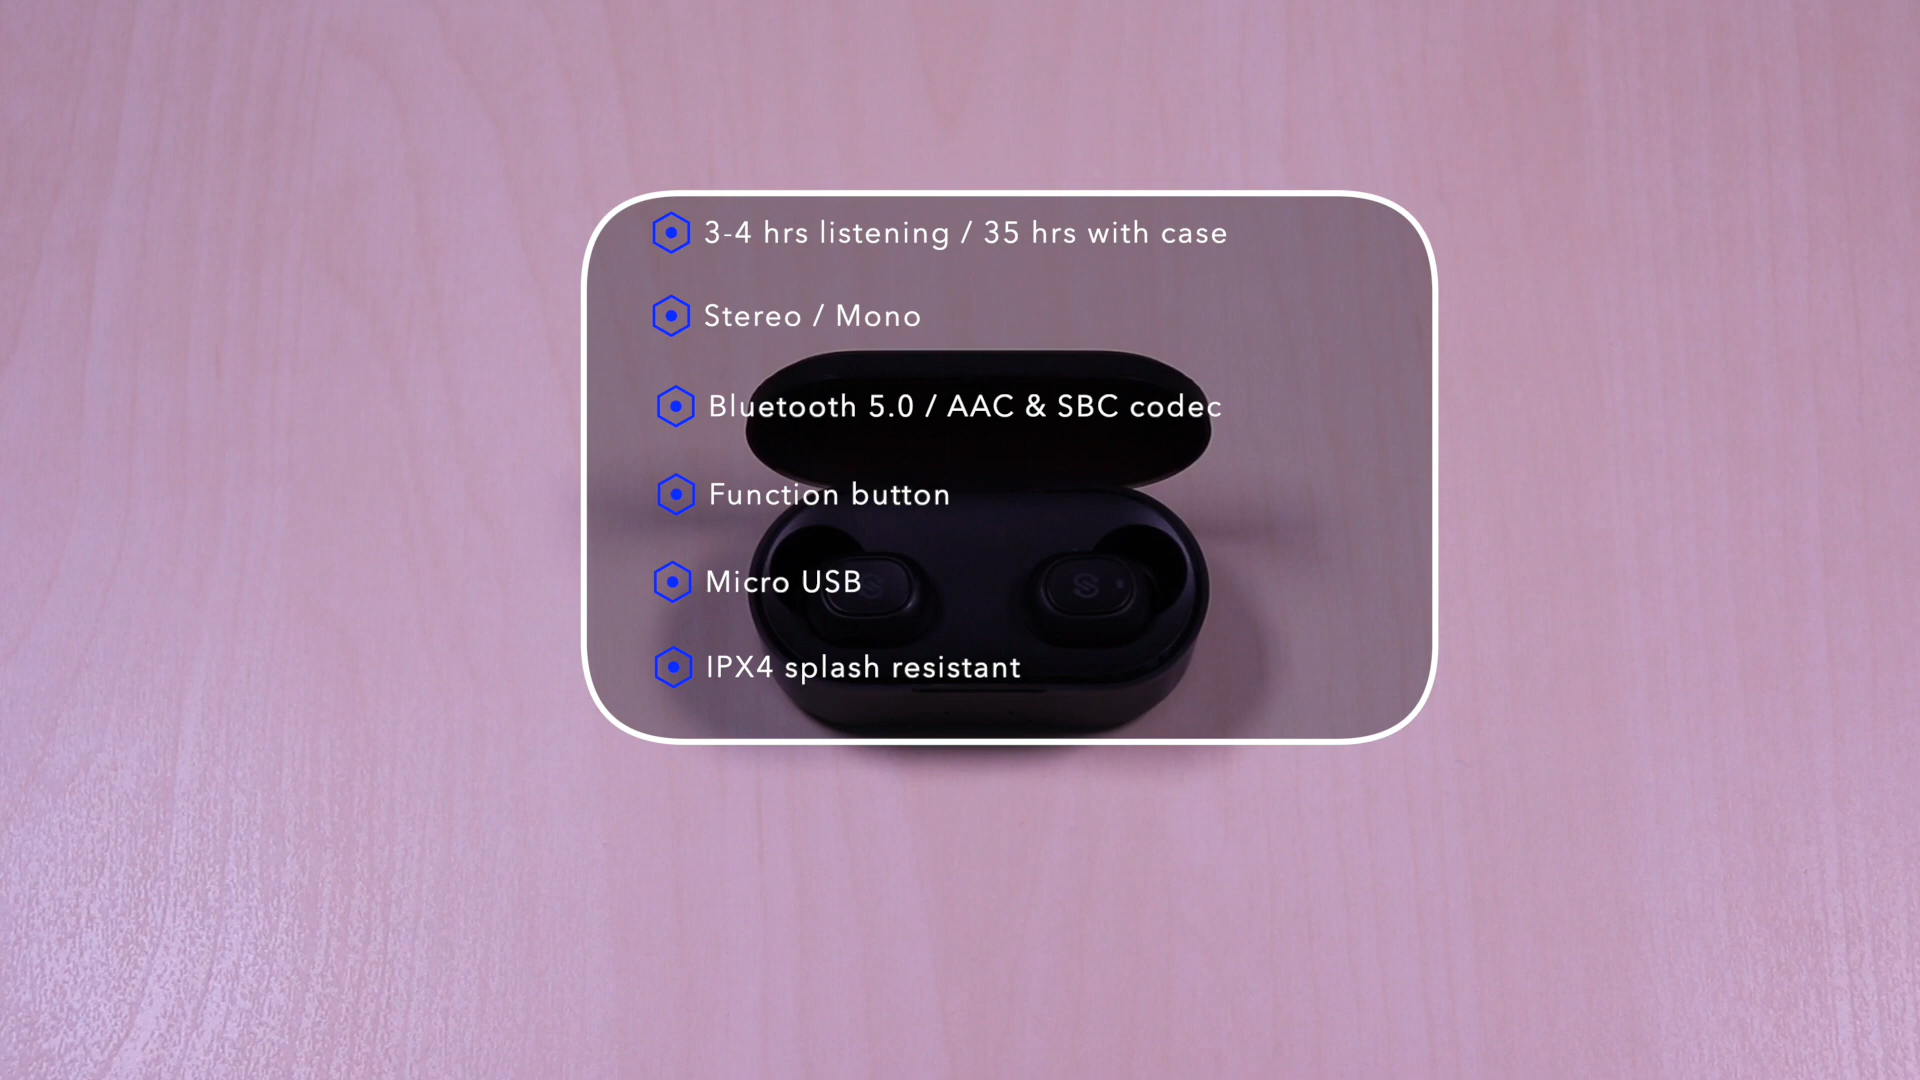 3-4 hrs listening / 35 hrs with case
Stereo / Mono
Bluetooth 5.0 / AAC & SBC codec
Function button
Micro USB
IPX4 splash resistant